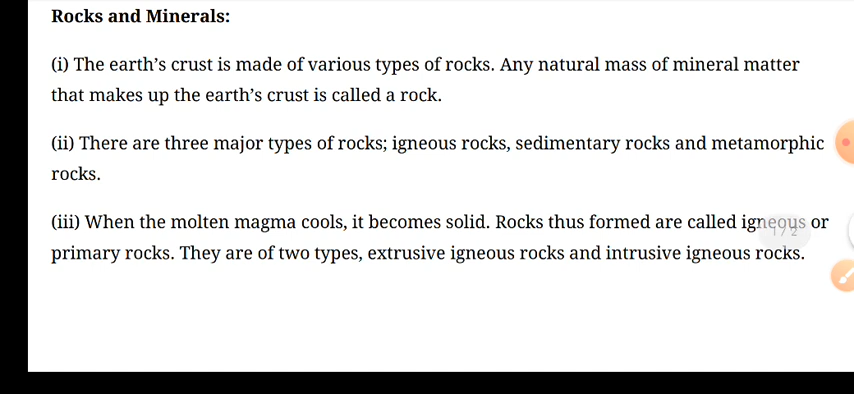 Rocks and Minerals:
(i) The earth’s crust is made of various types of rocks. Any natural mass of mineral matter
that makes up the earth’s crust is called a rock.
(ii) There are three major types of rocks; igneous rocks, sedimentary rocks and metamorphic
rocks.
(iii) When the molten magma cools, it becomes solid. Rocks thus formed are called igneous or
primary rocks. They are of two types, extrusive igneous rocks and intrusive igneous rocks.
1/2